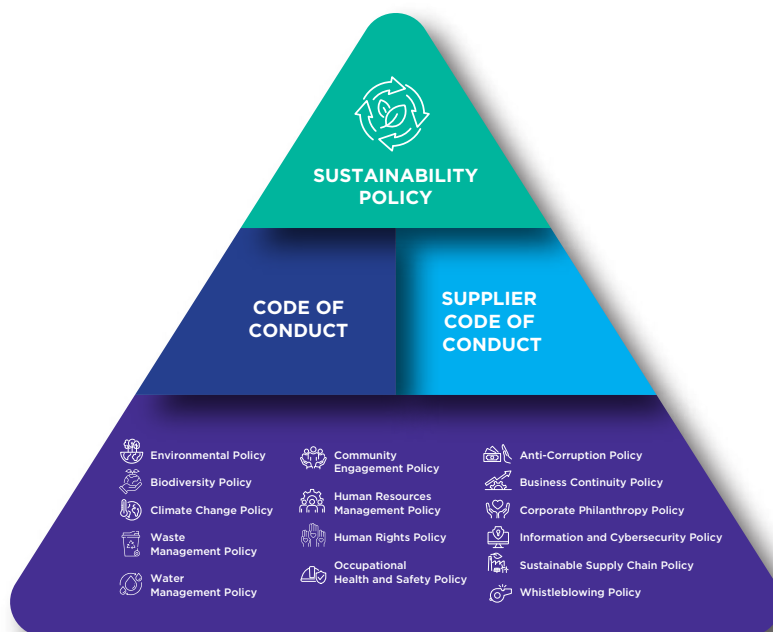 SUSTAINABILITY
POLICY
CODE OF
CONDUCT
SUPPLIER
CODE OF
CONDUCT
Environmental Policy
Biodiversity Policy
Climate Change Policy
Waste
Management Policy
Water
Management Policy
Community
Engagement Policy
Human Resources
Management Policy
Human Rights Policy
Occupational
Health and Safety Policy
Anti-Corruption Policy
Business Continuity Policy
Corporate Philanthropy Policy
Information and Cybersecurity Policy
Sustainable Supply Chain Policy
Whistleblowing Policy